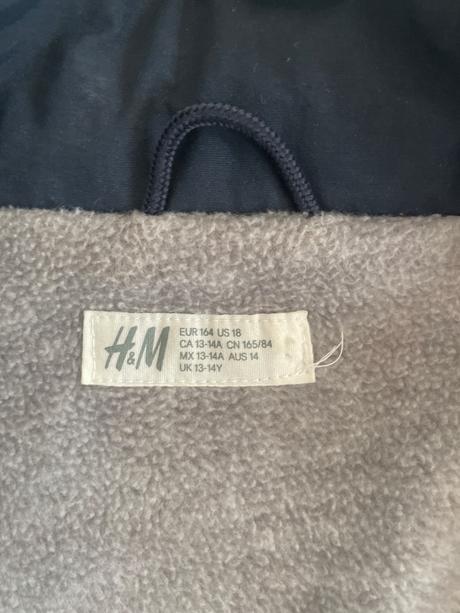 H&M
EUR 164 US 18
CA 13-14A CN 165/84
MX 13-14A AUS 14
UK 13-14Y